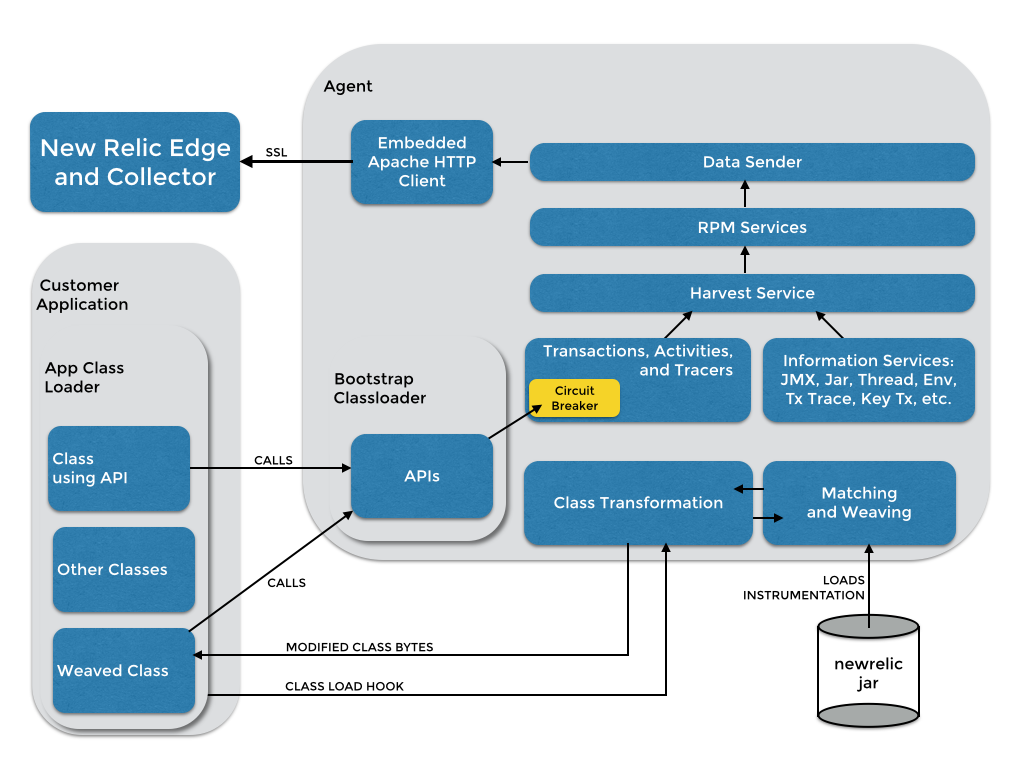 Agent
New Relic Edge
and Collector
SSL
Embedded
Apache HTTP
Client
Data Sender
RPM Services
Harvest Service
Customer
Application
App Class
Loader
Bootstrap
Classloader
Transactions, Activities,
and Tracers
Circuit
Breaker
Information Services:
JMX, Jar, Thread, Env,
Tx Trace, Key Tx, etc.
Class
using API
CALLS
APIs
Class Transformation
Matching
and Weaving
Other Classes
CALLS
LOADS
INSTRUMENTATION
Weaved Class
MODIFIED CLASS BYTES
CLASS LOAD HOOK
newrelic
jar